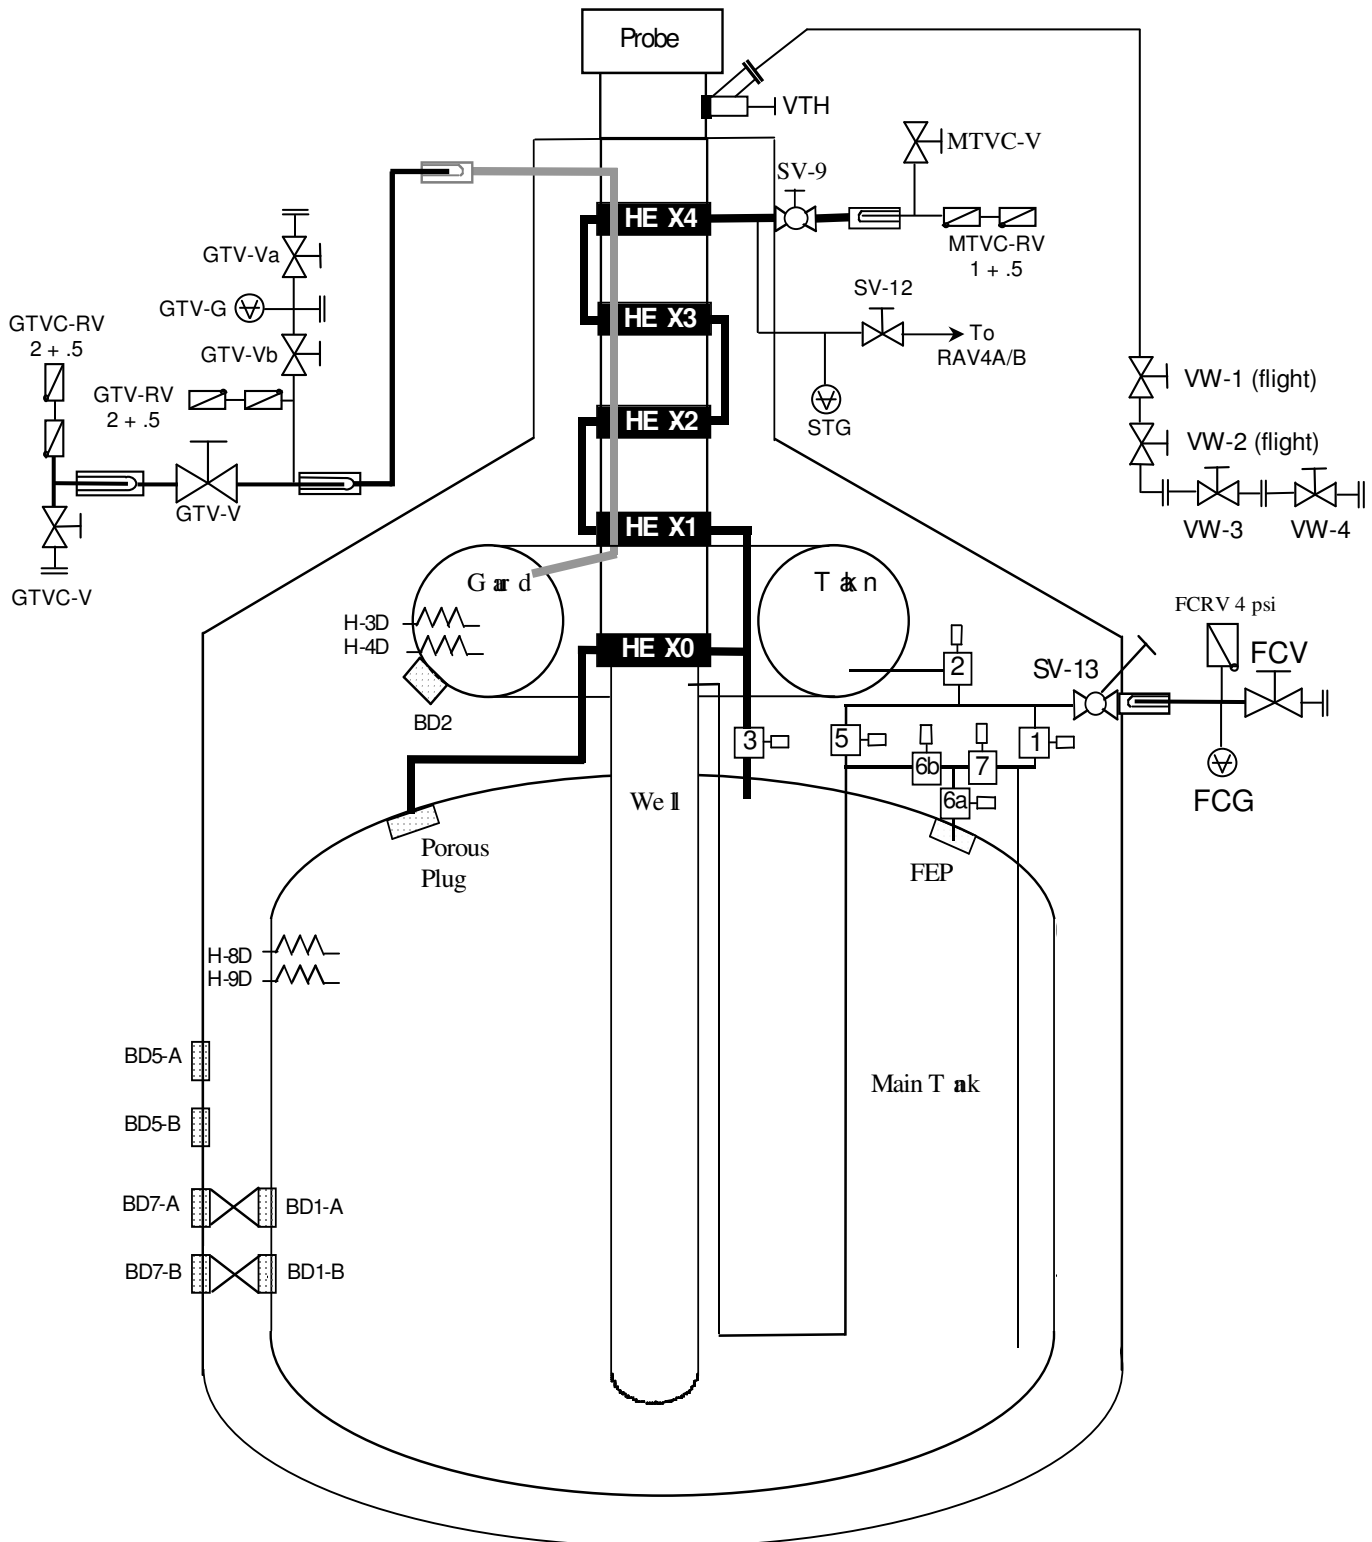 Probe
VTH
MTVC-V
SV-9
HE X4
GTV-Va
MTVC-RV
1 + .5
SV-12
GTV-G
HE X3
To
RAV4A/B
GTVC-RV
2 + .5
GTV-Vb
VW-1 (flight)
GTV-RV
2 + .5
HE X2
STG
VW-2 (flight)
GTV-V
HE X1
VW-3
VW-4
GTVC-V
Guard
Takn
H-3D
H-4D
FCRV 4 psi
HE X0
2
SV-13
FCV
BD2
3
5
6b
7
1
6a
FCG
Well
Porous
Plug
FEP
H-8D
H-9D
BD5-A
Main Tank
BD5-B
BD7-A
BD1-A
BD7-B
BD1-B